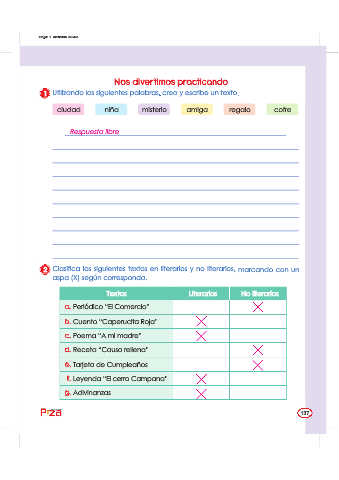 Nos divertimos practicando
1 Utilizando las siguientes palabras, crea y escribe un texto.
ciudad niña misterio amiga regalo cofre
Respuesta libre
2 Clasifica los siguientes textos en literarios y no literarios, marcando con un
aspa (X) según corresponda.
Textos Literarios No literarios
a. Periódico "El Comercio" X
b. Cuento "Caperucita Roja" X
c. Poema "A mi madre" X
d. Receta "Causa rellena" X
e. Tarjeta de Cumpleaños X
f. Leyenda "El cerro Campana" X
g. Adivinanzas X
137